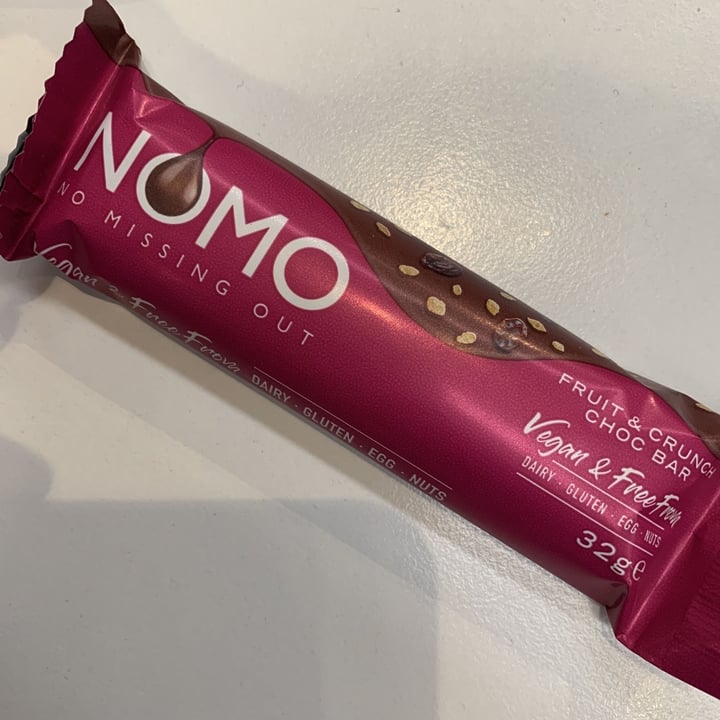 NOMO
NO MISSING OUT
Vegan & Free From
DAIRY · GLUTEN · EGG · NUTS
FRUIT & CRUNCH
CHOC BAR
Vegan & Free From
DAIRY · GLUTEN · EGG · NUTS
32g℮